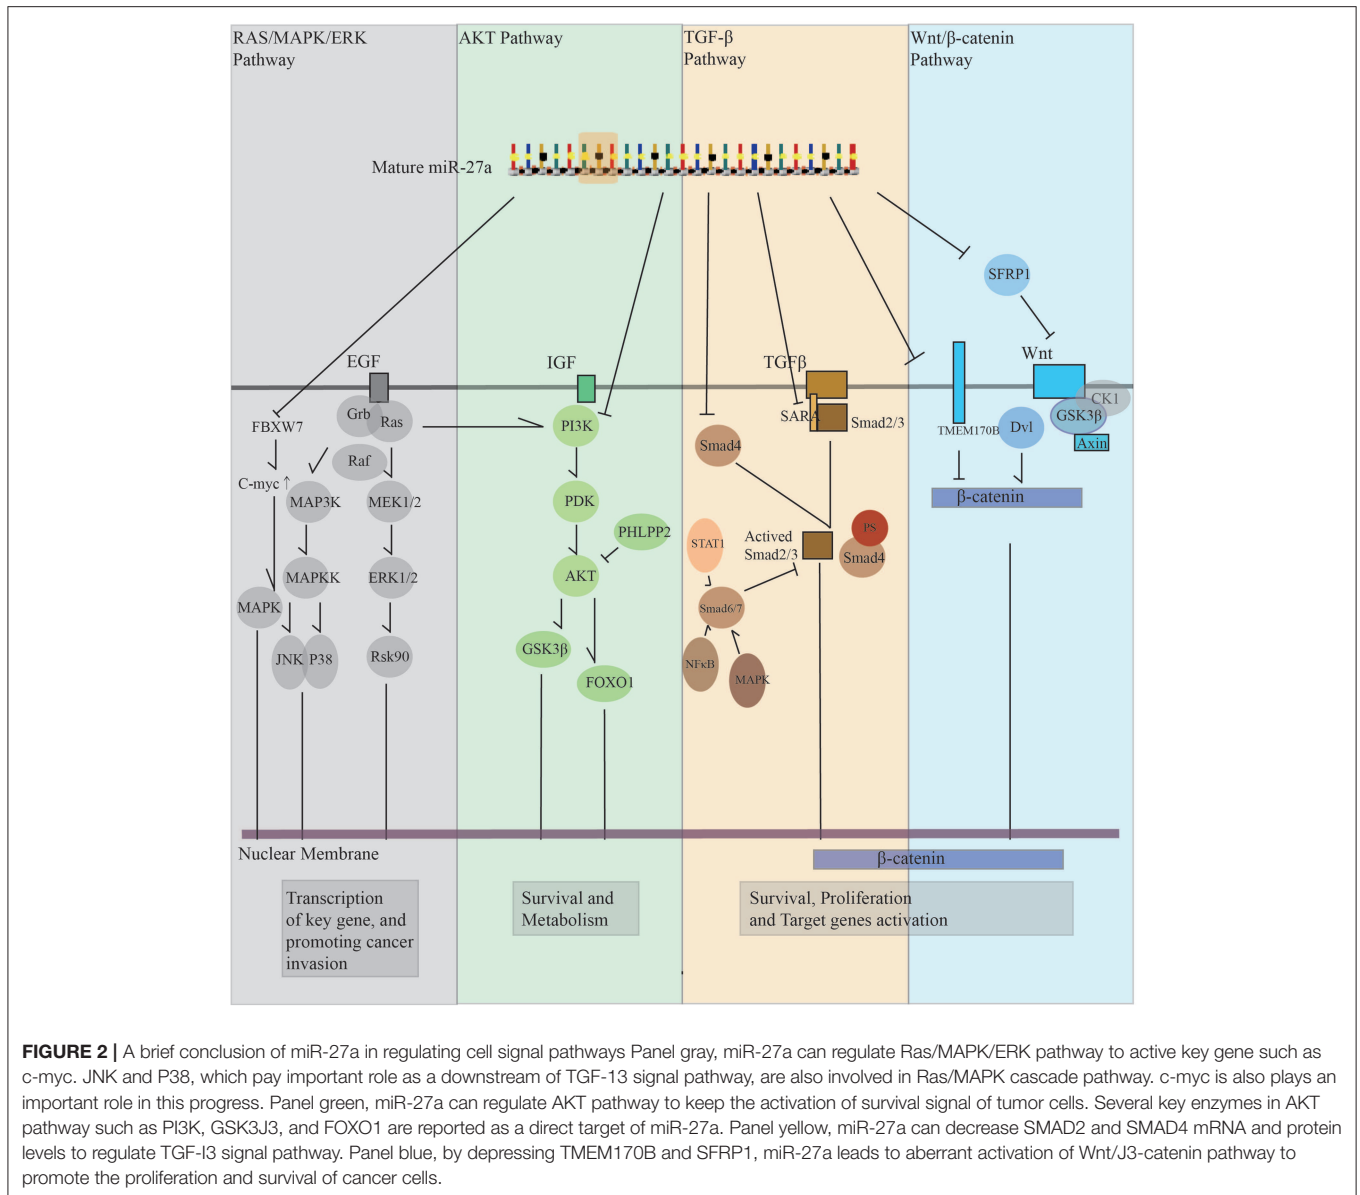 RAS/MAPK/ERK
Pathway
AKT Pathway
TGF-β
Pathway
Wnt/β-catenin
Pathway
Mature miR-27a
SFRP1
EGF
IGF
TGFβ
Wnt
Grb
Ras
FBXW7
Raf
C-myc ↑
MAP3K
MEK1/2
MAPKK
ERK1/2
MAPK
JNK
P38
Rsk90
PI3K
PDK
PHLPP2
AKT
GSK3β
FOXO1
SARA
Smad2/3
Smad4
STAT1
Actived
Smad2/3
PS
Smad4
Smad6/7
NFκB
MAPK
CK1
GSK3β
TMEM170B
Dvl
Axin
β-catenin
Nuclear Membrane
β-catenin
Transcription
of key gene, and
promoting cancer
invasion
Survival and
Metabolism
Survival, Proliferation
and Target genes activation
FIGURE 2 | A brief conclusion of miR-27a in regulating cell signal pathways Panel gray, miR-27a can regulate Ras/MAPK/ERK pathway to active key gene such as
c-myc. JNK and P38, which pay important role as a downstream of TGF-13 signal pathway, are also involved in Ras/MAPK cascade pathway. c-myc is also plays an
important role in this progress. Panel green, miR-27a can regulate AKT pathway to keep the activation of survival signal of tumor cells. Several key enzymes in AKT
pathway such as PI3K, GSK3J3, and FOXO1 are reported as a direct target of miR-27a. Panel yellow, miR-27a can decrease SMAD2 and SMAD4 mRNA and protein
levels to regulate TGF-I3 signal pathway. Panel blue, by depressing TMEM170B and SFRP1, miR-27a leads to aberrant activation of Wnt/J3-catenin pathway to
promote the proliferation and survival of cancer cells.